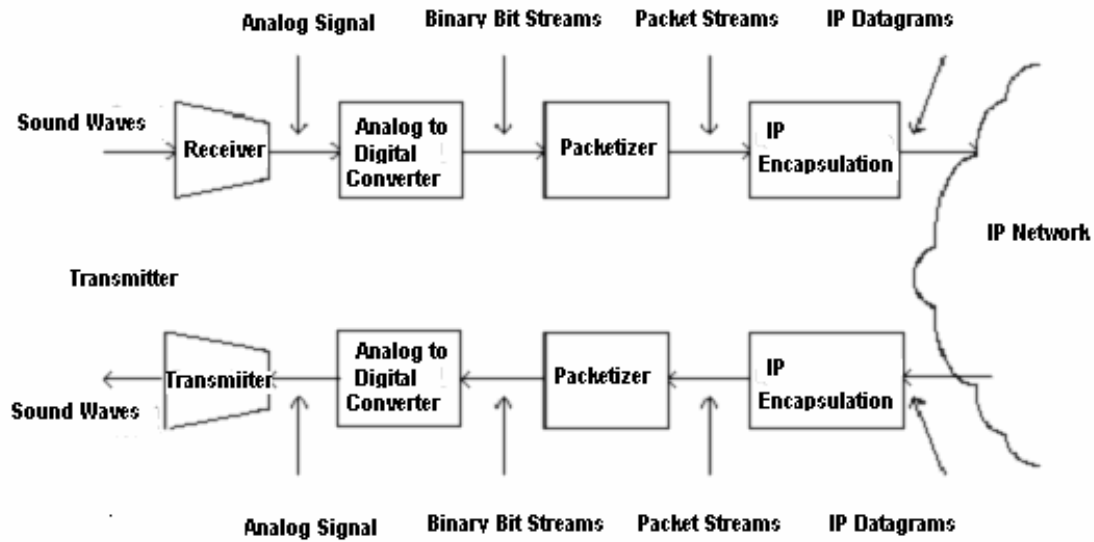 Analog Signal
Binary Bit Streams
Packet Streams
IP Datagrams
Sound Waves
Receiver
Analog to
Digital
Converter
Packetizer
IP
Encapsulation
IP Network
Transmitter
Transmiitter
Sound Waves
Analog to
Digital
Converter
Packetizer
IP
Encapsulation
Analog Signal
Binary Bit Streams
Packet Streams
IP Datagrams